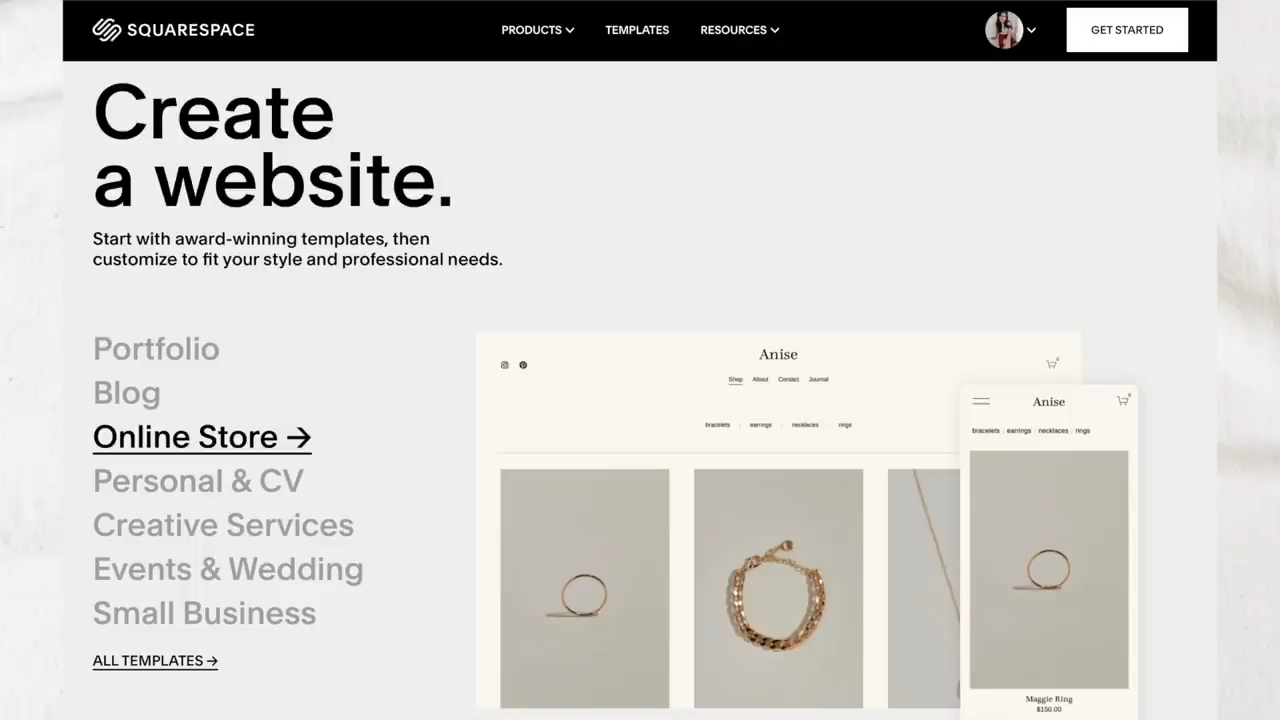 SQUARESPACE
PRODUCTS
TEMPLATES
RESOURCES
GET STARTED
Create
a website.
Start with award-winning templates, then
customize to fit your style and professional needs.
Portfolio
Blog
Online Store →
Personal & CV
Creative Services
Events & Wedding
Small Business
ALL TEMPLATES →
Anise
0
Shop About Contact Journal
bracelets earrings necklaces rings
Anise
0
bracelets earrings necklaces rings
Maggie Ring
$150.00